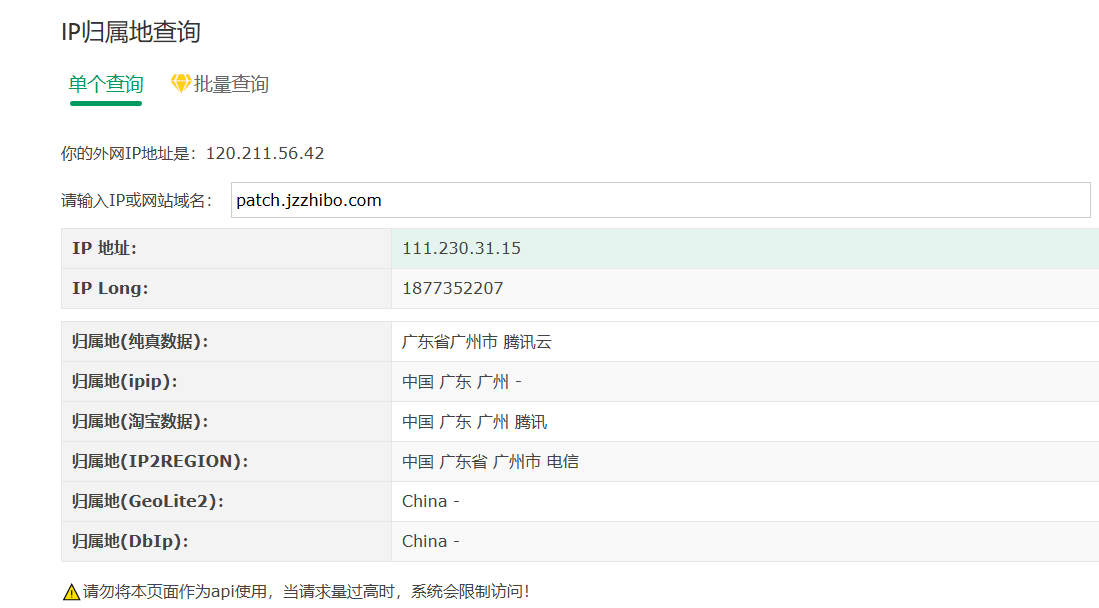 IP归属地查询
单个查询 批量查询
你的外网IP地址是：120.211.56.42
请输入IP或网站域名： patch.jzzhibo.com
IP 地址: 111.230.31.15
IP Long: 1877352207
归属地(纯真数据): 广东省广州市 腾讯云
归属地(ipip): 中国 广东 广州 -
归属地(淘宝数据): 中国 广东 广州 腾讯
归属地(IP2REGION): 中国 广东省 广州市 电信
归属地(GeoLite2): China -
归属地(DbIp): China -
请勿将本页面作为api使用，当请求量过高时，系统会限制访问！